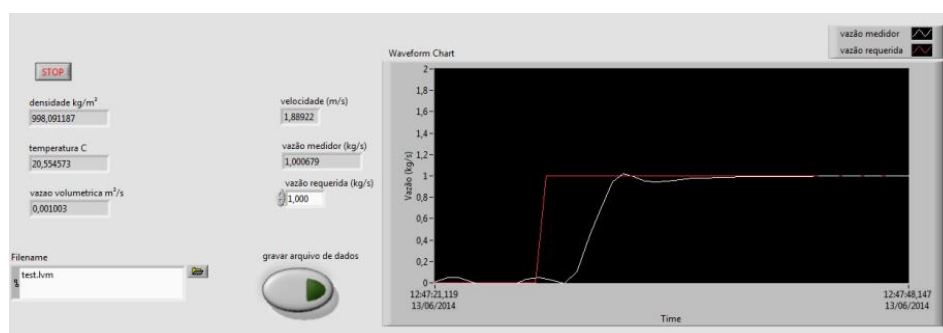 vazão medidor
vazão requerida
Waveform Chart
STOP
densidade kg/m³
998,091187
temperatura C
20,554573
vazao volumetrica m³/s
0,001003
velocidade (m/s)
1,88922
vazão medidor (kg/s)
1,000679
vazão requerida (kg/s)
1,000
Filename
test.lvm
gravar arquivo de dados
Vazão (kg/s)
2
1,8
1,6
1,4
1,2
1
0,8
0,6
0,4
0,2
0
12:47:21,119
13/06/2014
12:47:48,147
13/06/2014
Time